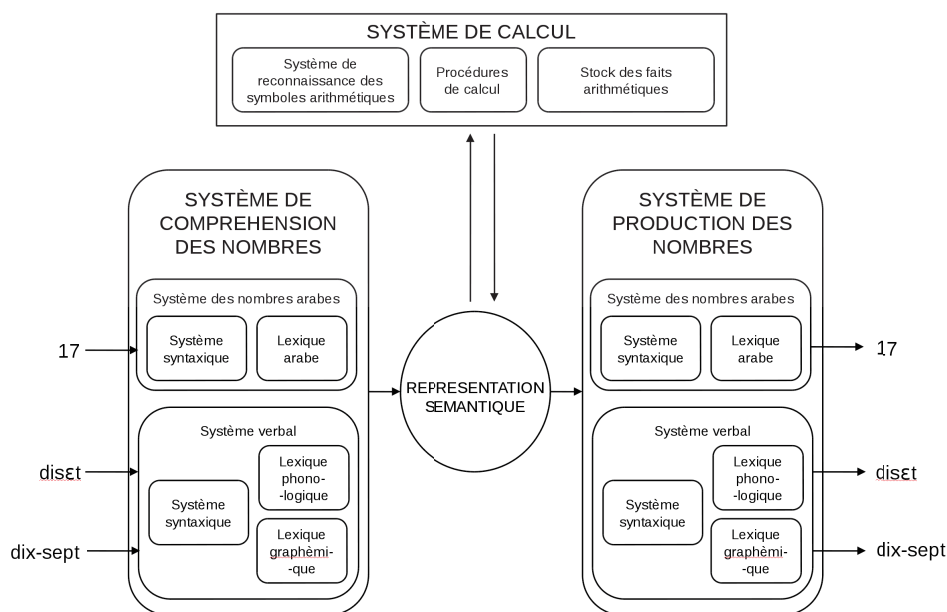 SYSTÈME DE CALCUL
Système de
reconnaissance des
symboles arithmétiques
Procédures
de calcul
Stock des faits
arithmétiques
SYSTÈME DE
COMPREHENSION
DES NOMBRES
Système des nombres arabes
Système
syntaxique
Lexique
arabe
17
Système verbal
disɛt
Système
syntaxique
Lexique
phono-
-logique
dix-sept
Lexique
graphèmi-
-que
REPRESENTATION
SEMANTIQUE
SYSTÈME DE
PRODUCTION DES
NOMBRES
Système des nombres arabes
Système
syntaxique
Lexique
arabe
17
Système verbal
Système
syntaxique
Lexique
phono-
-logique
disɛt
Lexique
graphèmi-
-que
dix-sept